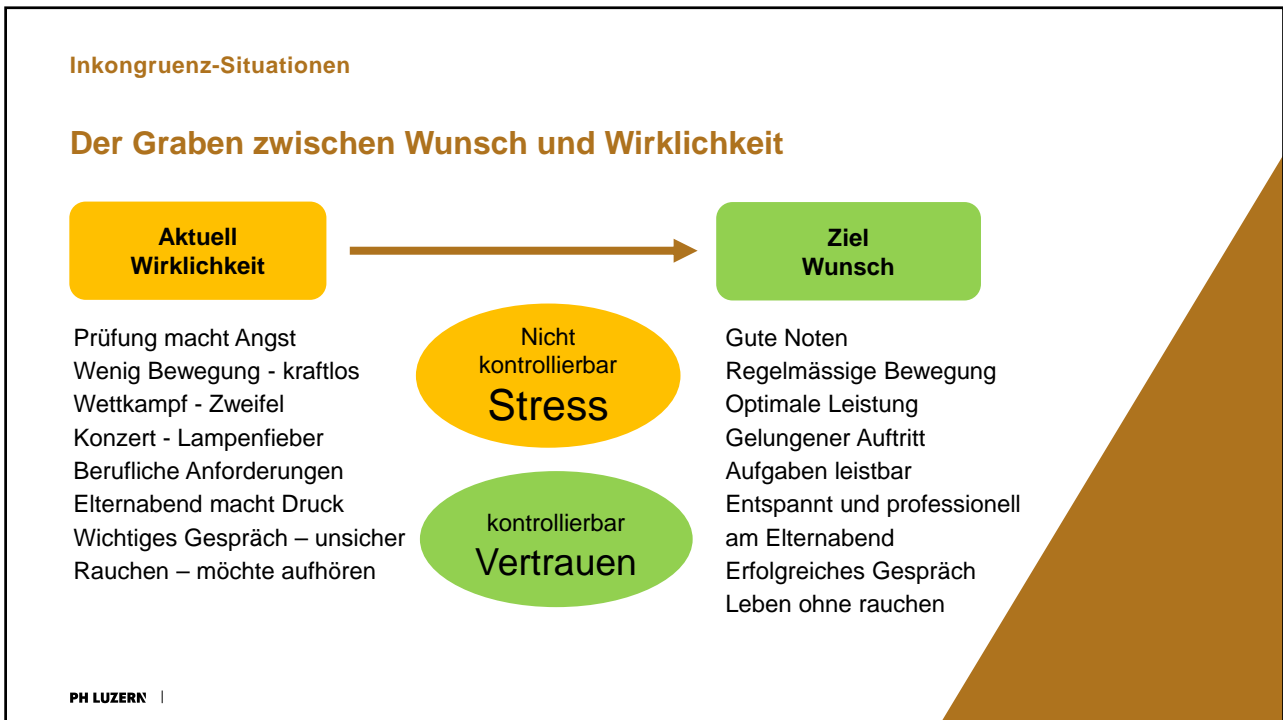 Inkongruenz-Situationen
Der Graben zwischen Wunsch und Wirklichkeit
Aktuell
Wirklichkeit
Ziel
Wunsch
Prüfung macht Angst
Wenig Bewegung - kraftlos
Wettkampf - Zweifel
Konzert - Lampenfieber
Berufliche Anforderungen
Elternabend macht Druck
Wichtiges Gespräch – unsicher
Rauchen – möchte aufhören
Nicht
kontrollierbar
Stress
kontrollierbar
Vertrauen
Gute Noten
Regelmässige Bewegung
Optimale Leistung
Gelungener Auftritt
Aufgaben leistbar
Entspannt und professionell
am Elternabend
Erfolgreiches Gespräch
Leben ohne rauchen
PH LUZERN |